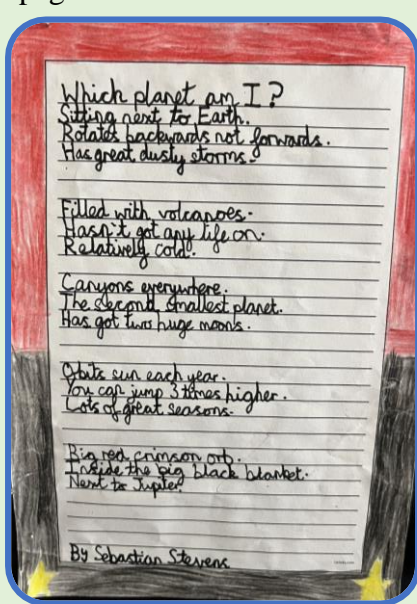 Which planet am I?
Sitting next to Earth.
Rotates backwards not forwards.
Has great dusty storms.
Filled with volcanoes.
Hasn't got any life on.
Relatively cold.
Canyons everywhere.
The second smallest planet.
Has got two huge moons.
Obits sun each year.
You can jump 3 times higher.
Lots of great seasons.
Big red crimson orb.
Inside the big black blanket.
Next to Jupiter.
By Sebastian Stevens